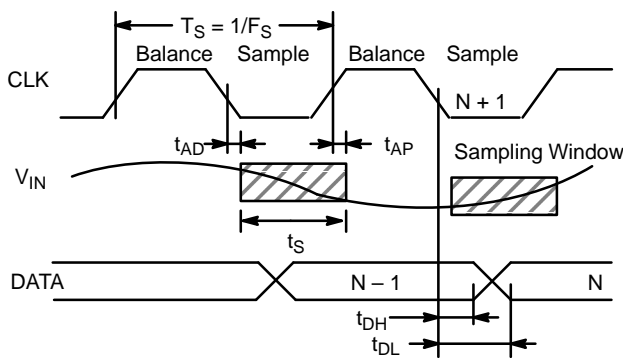 T_S = 1/F_S
Balance Sample Balance Sample
CLK
N + 1
t_AD t_AP
Sampling Window
V_IN
t_S
DATA
N – 1 N
t_DH
t_DL